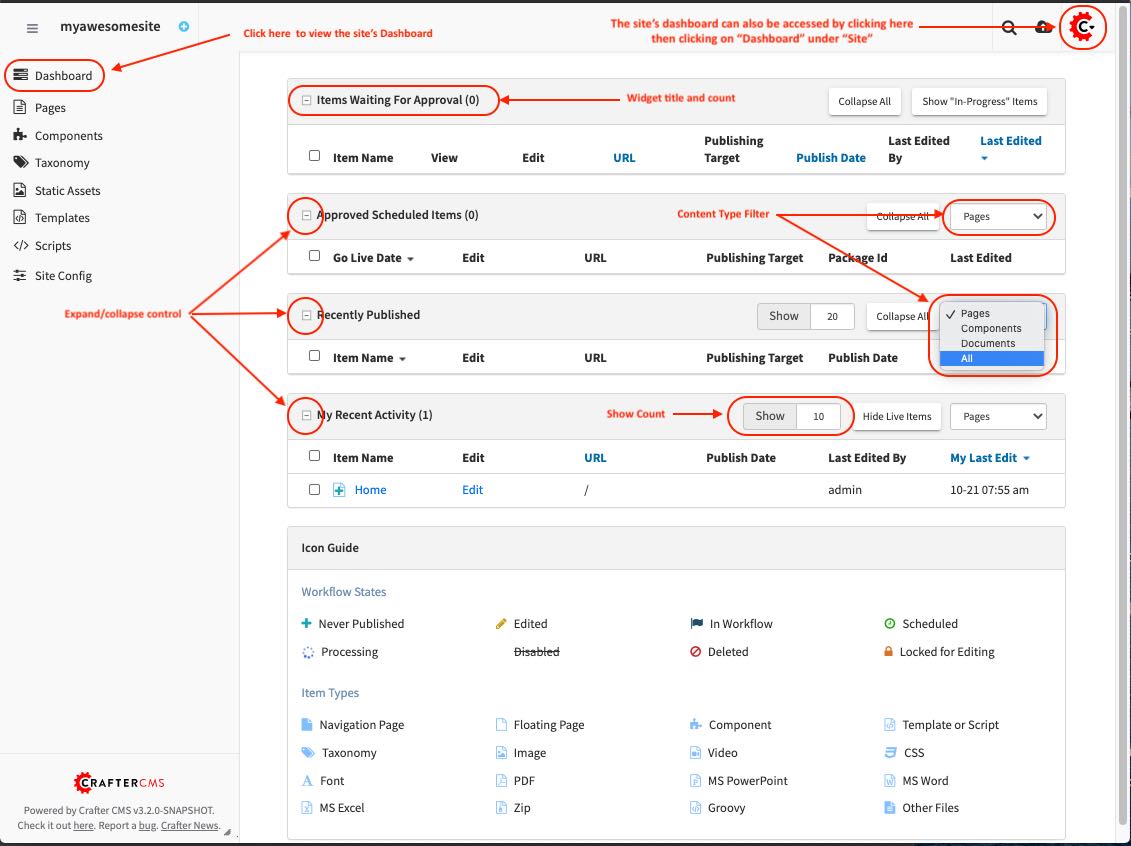 myawesomesite
Click here to view the site's Dashboard
The site's dashboard can also be accessed by clicking here
then clicking on "Dashboard" under "Site"
Dashboard
Pages
Components
Taxonomy
Static Assets
Templates
Scripts
Site Config
Expand/collapse control
Items Waiting For Approval (0)
Widget title and count
Collapse All
Show "In-Progress" Items
Item Name View Edit URL Publishing Target Publish Date Last Edited By Last Edited
Approved Scheduled Items (0)
Content Type Filter
Collapse All
Pages
Go Live Date Edit URL Publishing Target Package Id Last Edited
Recently Published
Show 20
Collapse All
✓ Pages
Components
Documents
All
Item Name Edit URL Publishing Target Publish Date
My Recent Activity (1)
Show Count
Show 10
Hide Live Items
Pages
Item Name Edit URL Publish Date Last Edited By My Last Edit
Home Edit / admin 10-21 07:55 am
Icon Guide
Workflow States
Never Published Edited In Workflow Scheduled
Processing Disabled Deleted Locked for Editing
Item Types
Navigation Page Floating Page Component Template or Script
Taxonomy Image Video CSS
Font PDF MS PowerPoint MS Word
MS Excel Zip Groovy Other Files
CRAFTERCMS
Powered by Crafter CMS v3.2.0-SNAPSHOT.
Check it out here. Report a bug. Crafter News.